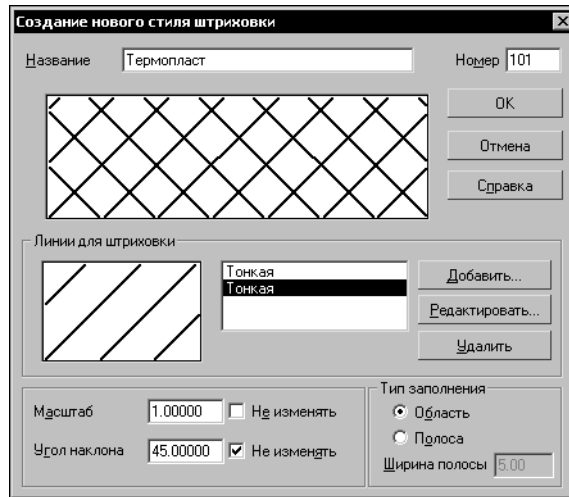 Создание нового стиля штриховки
Название Термопласт Номер 101
OK
Отмена
Справка
Линии для штриховки
Тонкая
Тонкая
Добавить...
Редактировать...
Удалить
Масштаб 1.00000 Не изменять
Угол наклона 45.00000 Не изменять
Тип заполнения
Область
Полоса
Ширина полосы 5.00